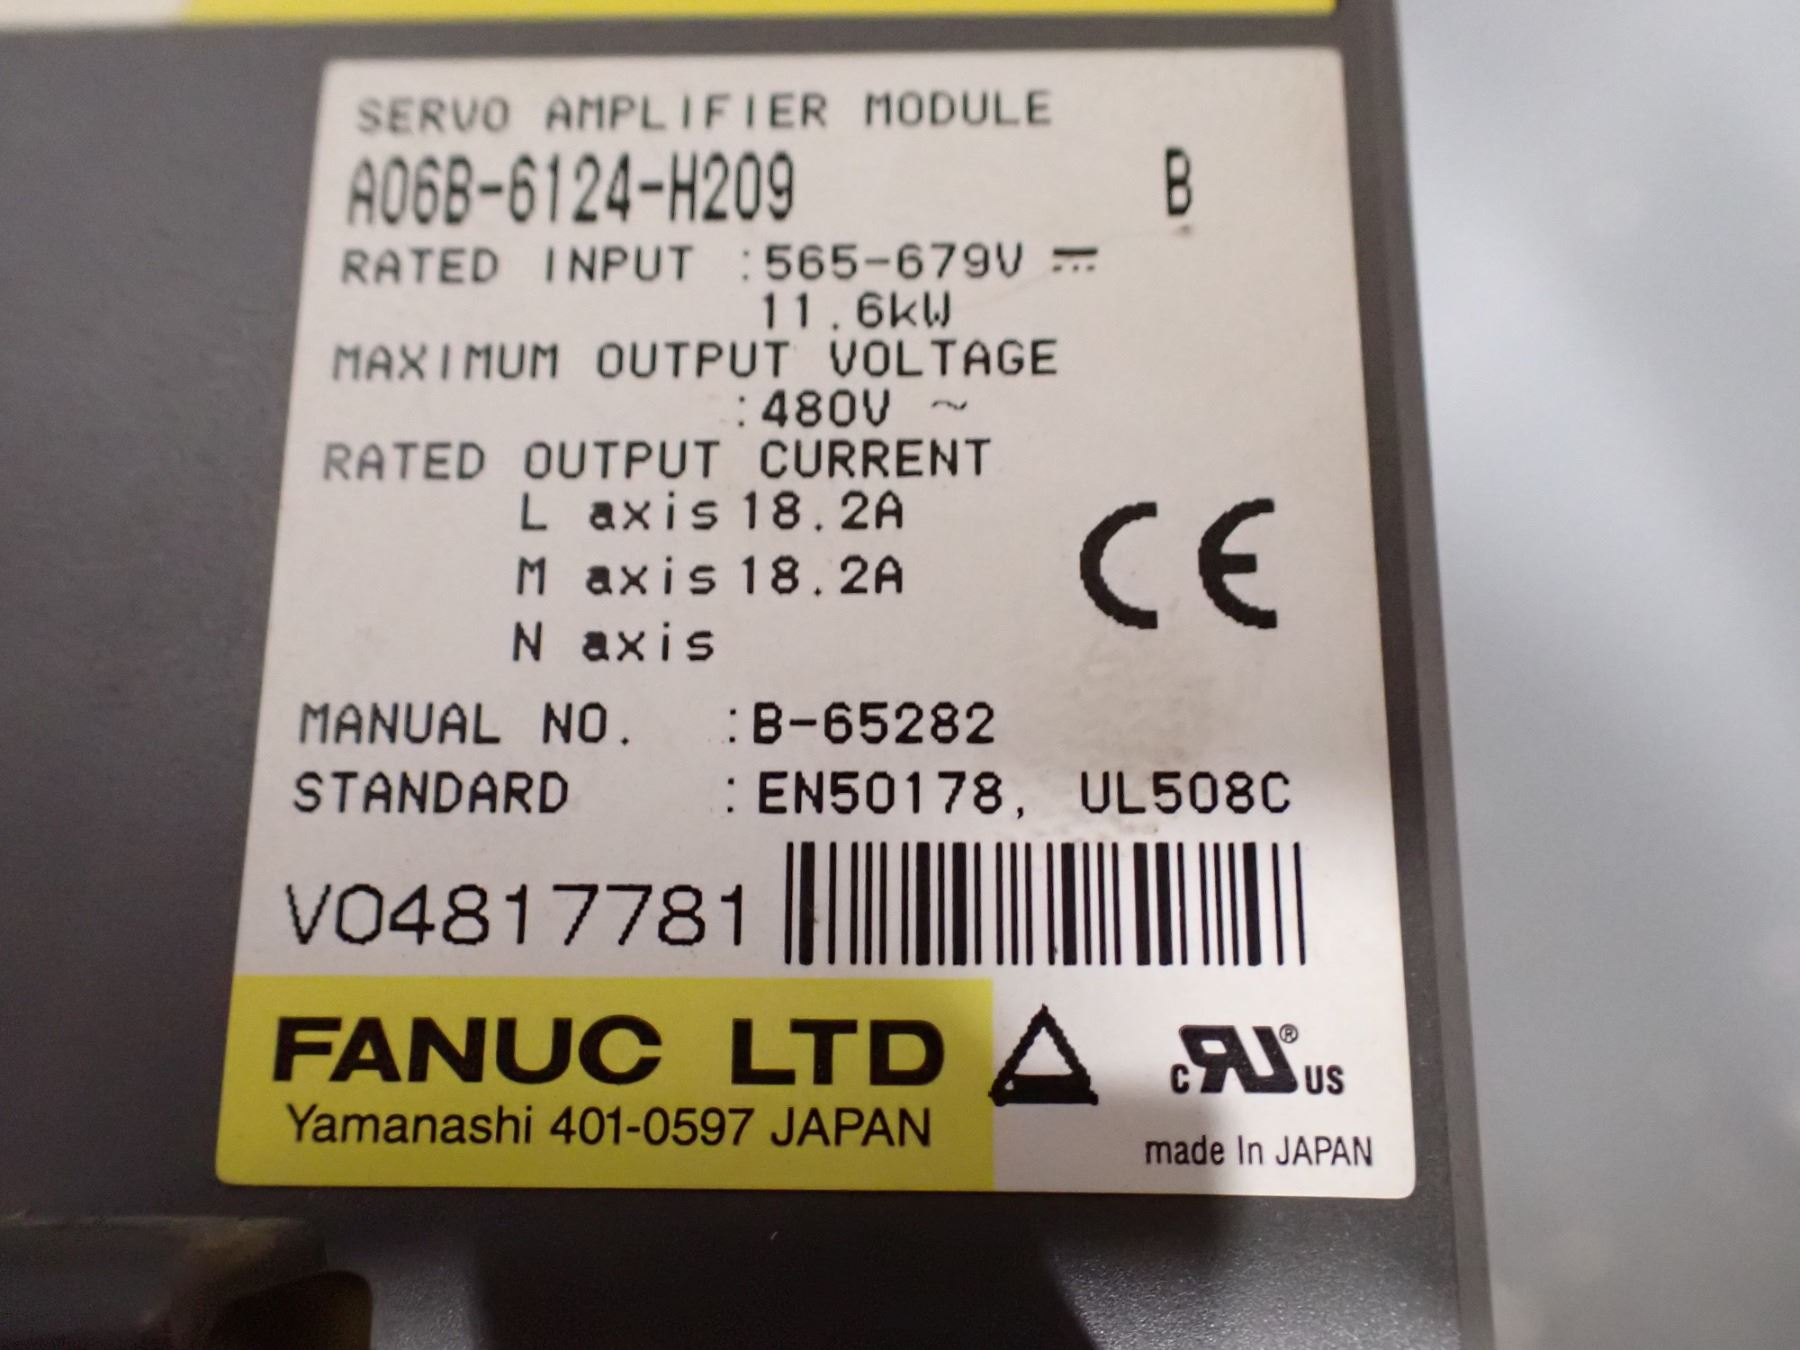 SERVO AMPLIFIER MODULE
A06B-6124-H209 B
RATED INPUT :565-679V ⎓
11.6kW
MAXIMUM OUTPUT VOLTAGE
:480V ~
RATED OUTPUT CURRENT
L axis 18.2A
M axis 18.2A
N axis
CE
MANUAL NO. :B-65282
STANDARD :EN50178, UL508C
V04817781
FANUC LTD
Yamanashi 401-0597 JAPAN
c RU ® US
made In JAPAN